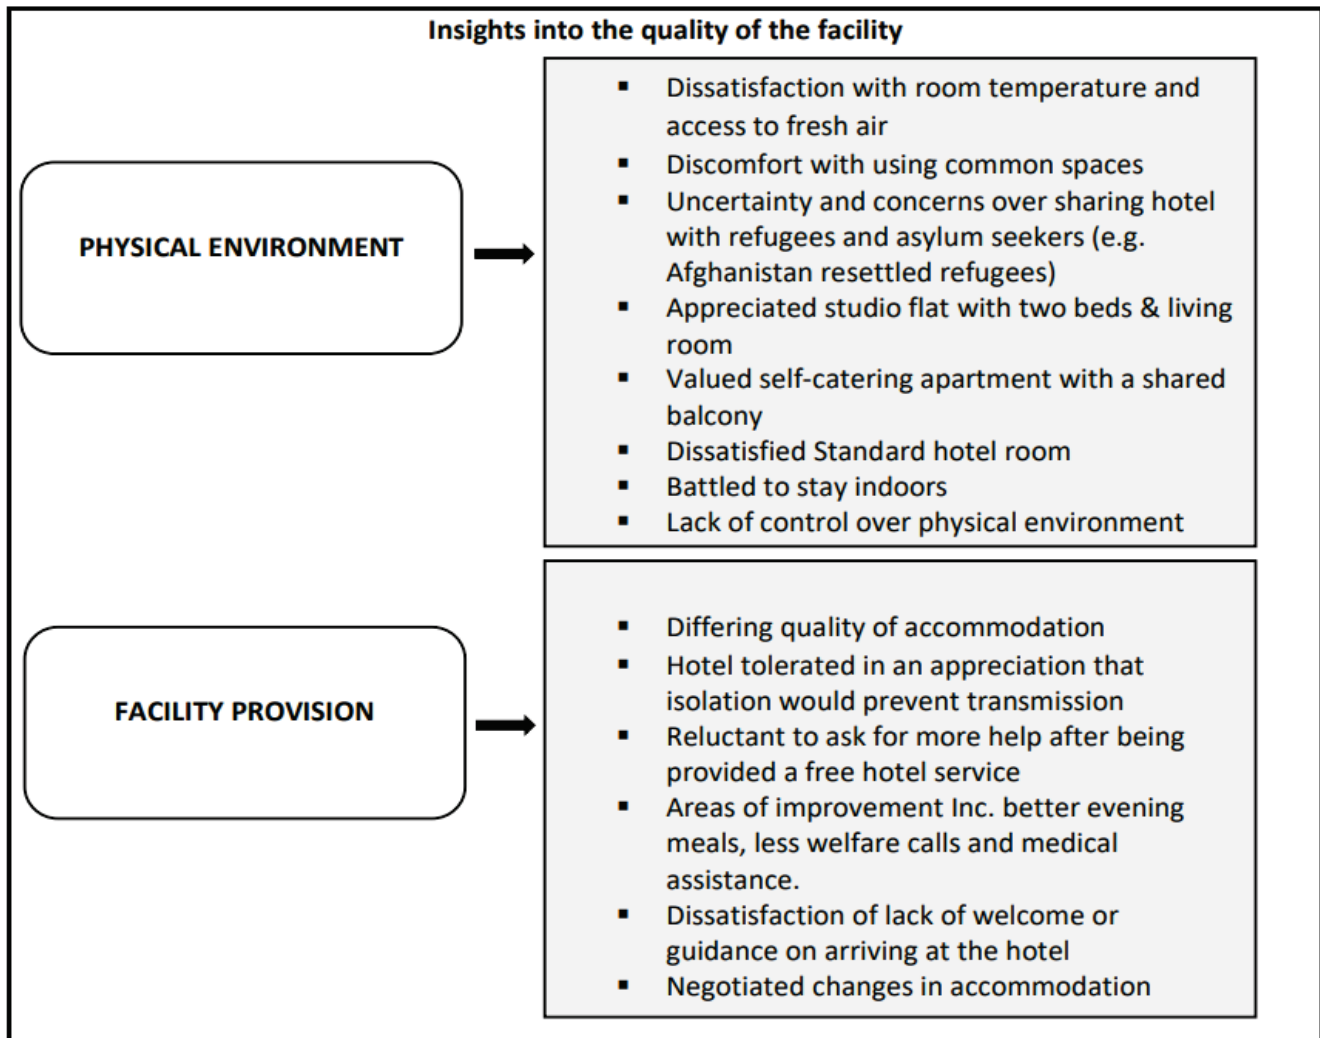 Insights into the quality of the facility
PHYSICAL ENVIRONMENT
▪ Dissatisfaction with room temperature and
access to fresh air
▪ Discomfort with using common spaces
▪ Uncertainty and concerns over sharing hotel
with refugees and asylum seekers (e.g.
Afghanistan resettled refugees)
▪ Appreciated studio flat with two beds & living
room
▪ Valued self-catering apartment with a shared
balcony
▪ Dissatisfied Standard hotel room
▪ Battled to stay indoors
▪ Lack of control over physical environment
FACILITY PROVISION
▪ Differing quality of accommodation
▪ Hotel tolerated in an appreciation that
isolation would prevent transmission
▪ Reluctant to ask for more help after being
provided a free hotel service
▪ Areas of improvement Inc. better evening
meals, less welfare calls and medical
assistance.
▪ Dissatisfaction of lack of welcome or
guidance on arriving at the hotel
▪ Negotiated changes in accommodation